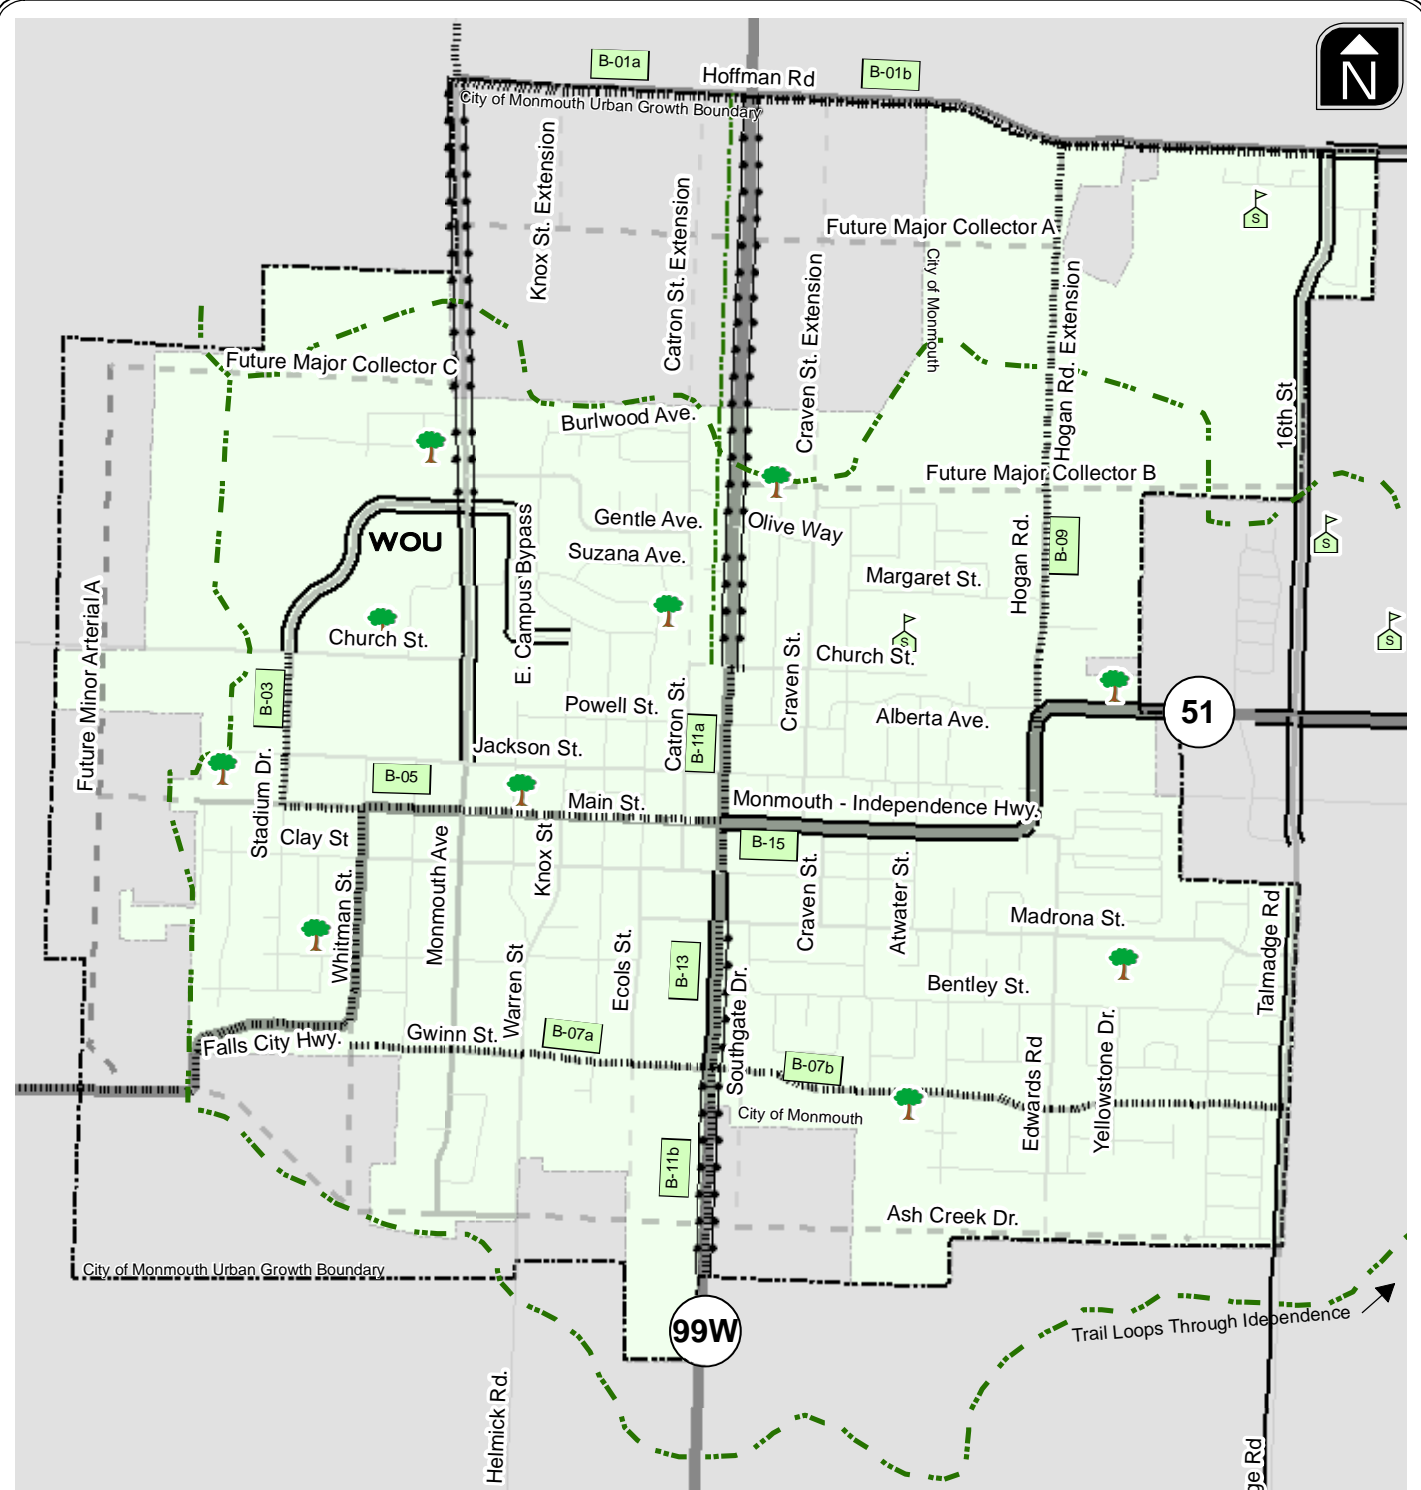 B-01a
Hoffman Rd
B-01b
N
City of Monmouth Urban Growth Boundary
Knox St. Extension
Catron St. Extension
Future Major Collector A
City of Monmouth
Craven St. Extension
Hogan Rd. Extension
S
Future Major Collector C
16th St
Burlwood Ave.
Future Major Collector B
WOU
Gentle Ave.
Olive Way
Suzana Ave.
E. Campus Bypass
Margaret St.
Hogan Rd.
B-09
S
Future Minor Arterial A
Church St.
Church St.
S
S
B-03
Powell St.
Catron St.
B-11a
Craven St.
Alberta Ave.
51
Jackson St.
Stadium Dr.
B-05
Main St.
Monmouth - Independence Hwy.
Clay St
B-15
Whitman St.
Monmouth Ave
Knox St
Craven St.
Atwater St.
Madrona St.
Talmadge Rd
Warren St
Ecols St.
B-13
Southgate Dr.
Bentley St.
Falls City Hwy.
Gwinn St.
B-07a
B-07b
Edwards Rd
Yellowstone Dr.
City of Monmouth
B-11b
Ash Creek Dr.
City of Monmouth Urban Growth Boundary
99W
Trail Loops Through Idependence
Helmick Rd.
ge Rd